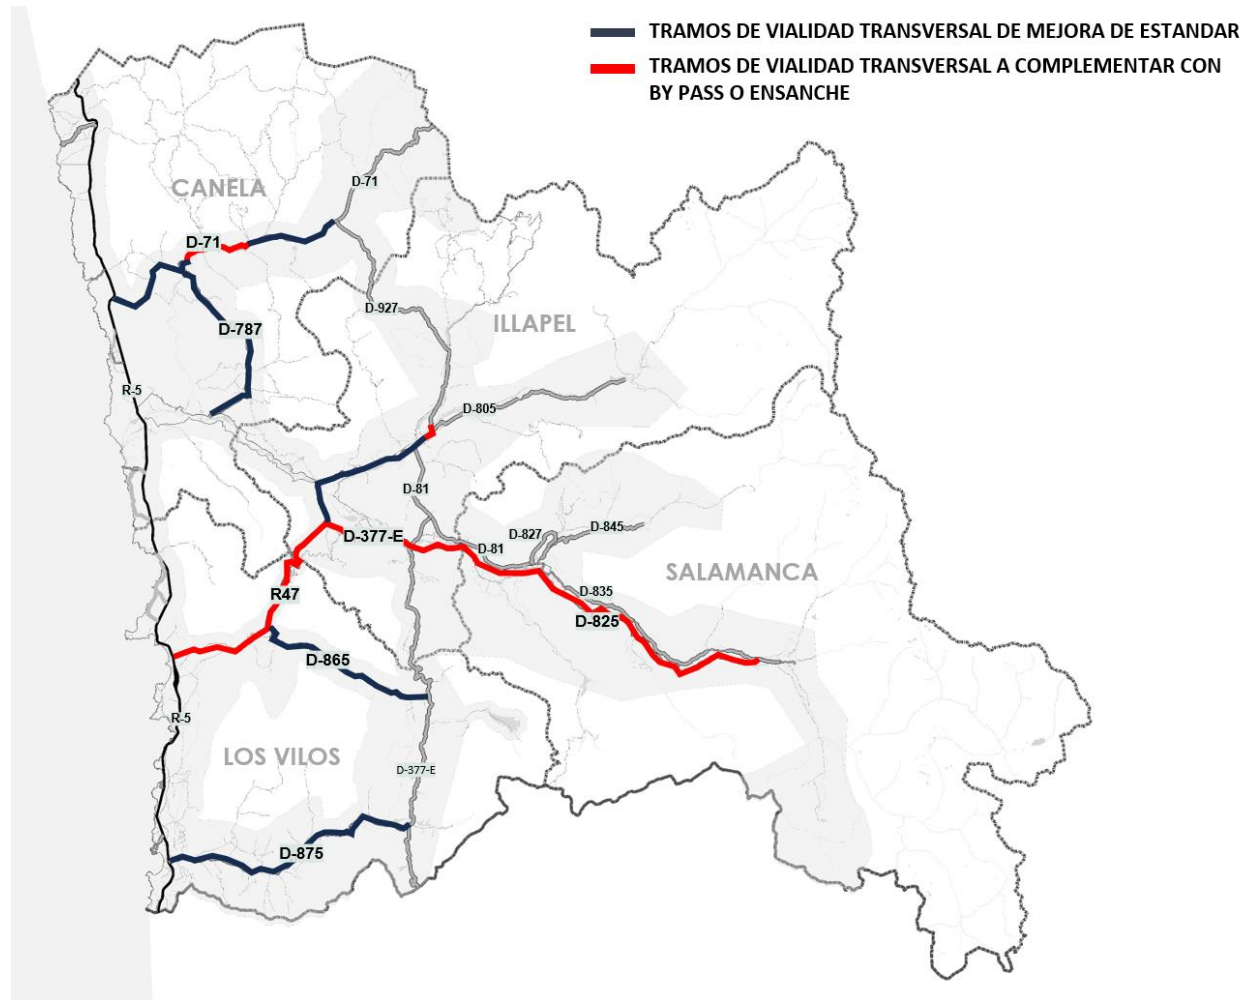 TRAMOS DE VIALIDAD TRANSVERSAL DE MEJORA DE ESTANDAR
TRAMOS DE VIALIDAD TRANSVERSAL A COMPLEMENTAR CON
BY PASS O ENSANCHE
D-71
CANELA
D-71
D-927
ILLAPEL
D-787
R-5
D-805
D-81
D-827
D-845
D-377-E
D-81
SALAMANCA
R47
D-835
D-825
D-865
R-5
LOS VILOS
D-377-E
D-875